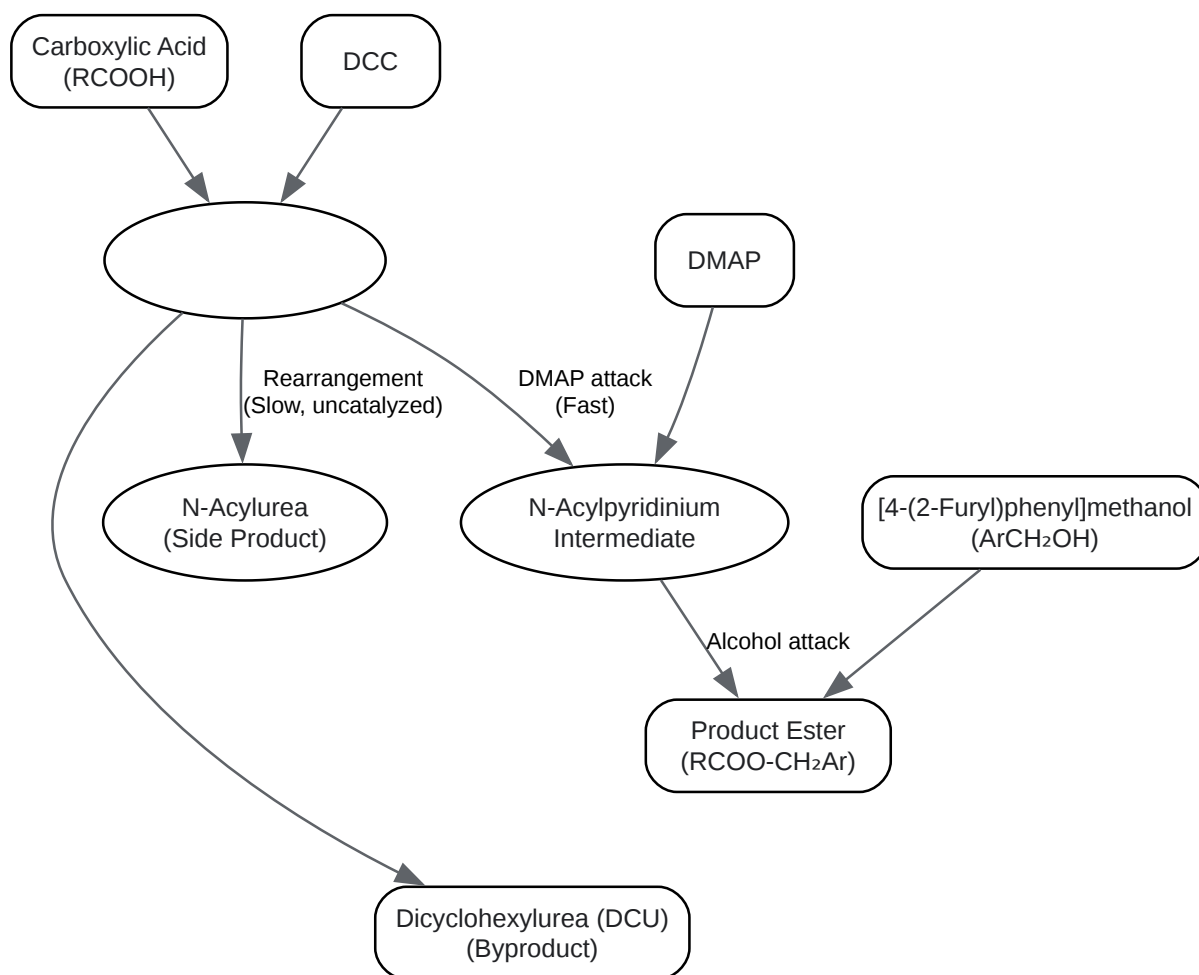 Carboxylic Acid
(RCOOH)
DCC
DMAP
Rearrangement
(Slow, uncatalyzed)
DMAP attack
(Fast)
N-Acylurea
(Side Product)
N-Acylpyridinium
Intermediate
[4-(2-Furyl)phenyl]methanol
(ArCH₂OH)
Alcohol attack
Product Ester
(RCOO-CH₂Ar)
Dicyclohexylurea (DCU)
(Byproduct)